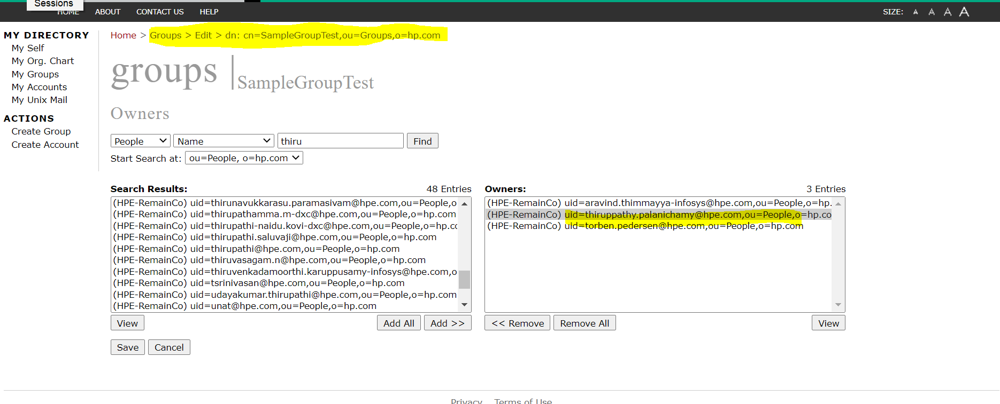 Sessions
HOME ABOUT CONTACT US HELP SIZE: A A A A
MY DIRECTORY
My Self
My Org. Chart
My Groups
My Accounts
My Unix Mail
ACTIONS
Create Group
Create Account
Home > Groups > Edit > dn: cn=SampleGroupTest,ou=Groups,o=hp.com
groups | SampleGroupTest
Owners
People Name thiru Find
Start Search at: ou=People, o=hp.com
Search Results: 48 Entries
(HPE-RemainCo) uid=thirunavukkarasu.paramasivam@hpe.com,ou=People,o
(HPE-RemainCo) uid=thirupathamma.m-dxc@hpe.com,ou=People,o=hp.com
(HPE-RemainCo) uid=thirupathi-naidu.kovi-dxc@hpe.com,ou=People,o=hp.cc
(HPE-RemainCo) uid=thirupathi.saluvaji@hpe.com,ou=People,o=hp.com
(HPE-RemainCo) uid=thirupathi@hpe.com,ou=People,o=hp.com
(HPE-RemainCo) uid=thiruvasagam.n@hpe.com,ou=People,o=hp.com
(HPE-RemainCo) uid=thiruvenkadamoorthi.karuppusamy-infosys@hpe.com,o
(HPE-RemainCo) uid=tsrinivasan@hpe.com,ou=People,o=hp.com
(HPE-RemainCo) uid=udayakumar.thirupathi@hpe.com,ou=People,o=hp.com
(HPE-RemainCo) uid=unat@hpe.com,ou=People,o=hp.com
View Add All Add >>
Owners: 3 Entries
(HPE-RemainCo) uid=aravind.thimmayya-infosys@hpe.com,ou=People,o=hp.
(HPE-RemainCo) uid=thiruppathy.palanichamy@hpe.com,ou=People,o=hp.co
(HPE-RemainCo) uid=torben.pedersen@hpe.com,ou=People,o=hp.com
<< Remove Remove All View
Save Cancel
Privacy Terms of Use